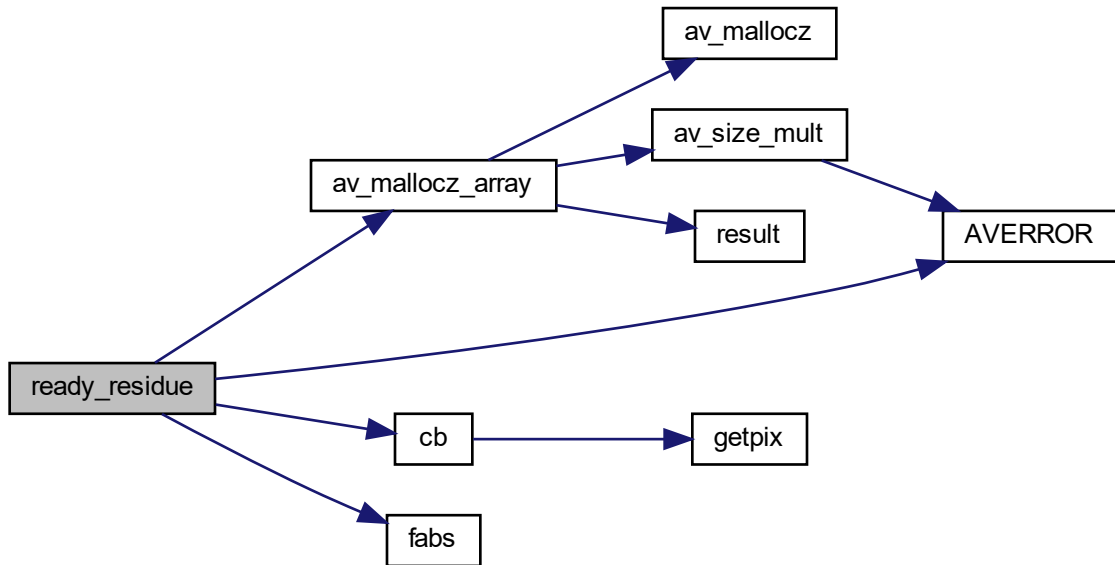 av_mallocz
av_size_mult
av_mallocz_array
result
AVERROR
ready_residue
cb
getpix
fabs